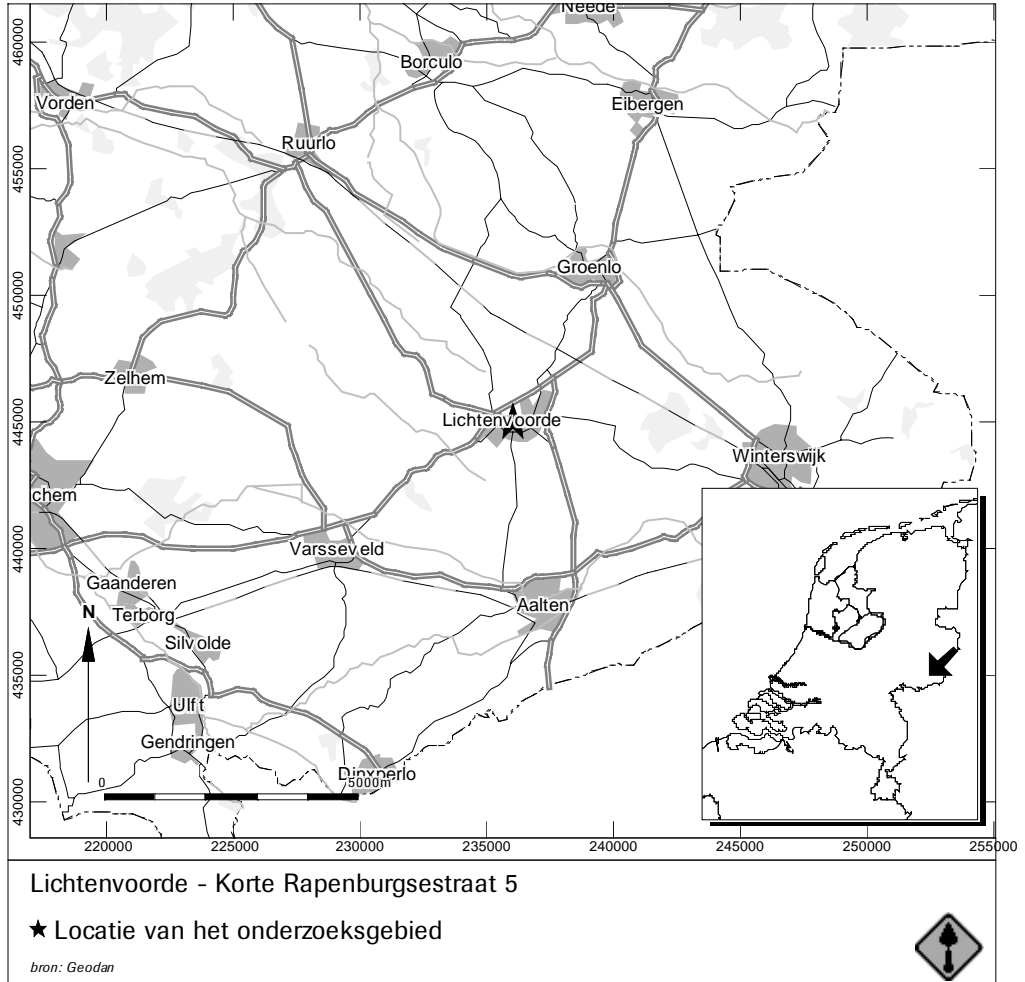 Neede
460000
Borculo
Vorden
Eibergen
Ruurlo
455000
Groenlo
450000
Zelhem
445000
Lichtenvoorde
Winterswijk
chem
440000
Varsseveld
Gaanderen
Aalten
N
Terborg
Silvolde
435000
Ulft
Gendringen
Dinxperlo
0
5000m
430000
220000 225000 230000 235000 240000 245000 250000 255000
Lichtenvoorde - Korte Rapenburgsestraat 5
Locatie van het onderzoeksgebied
bron: Geodan